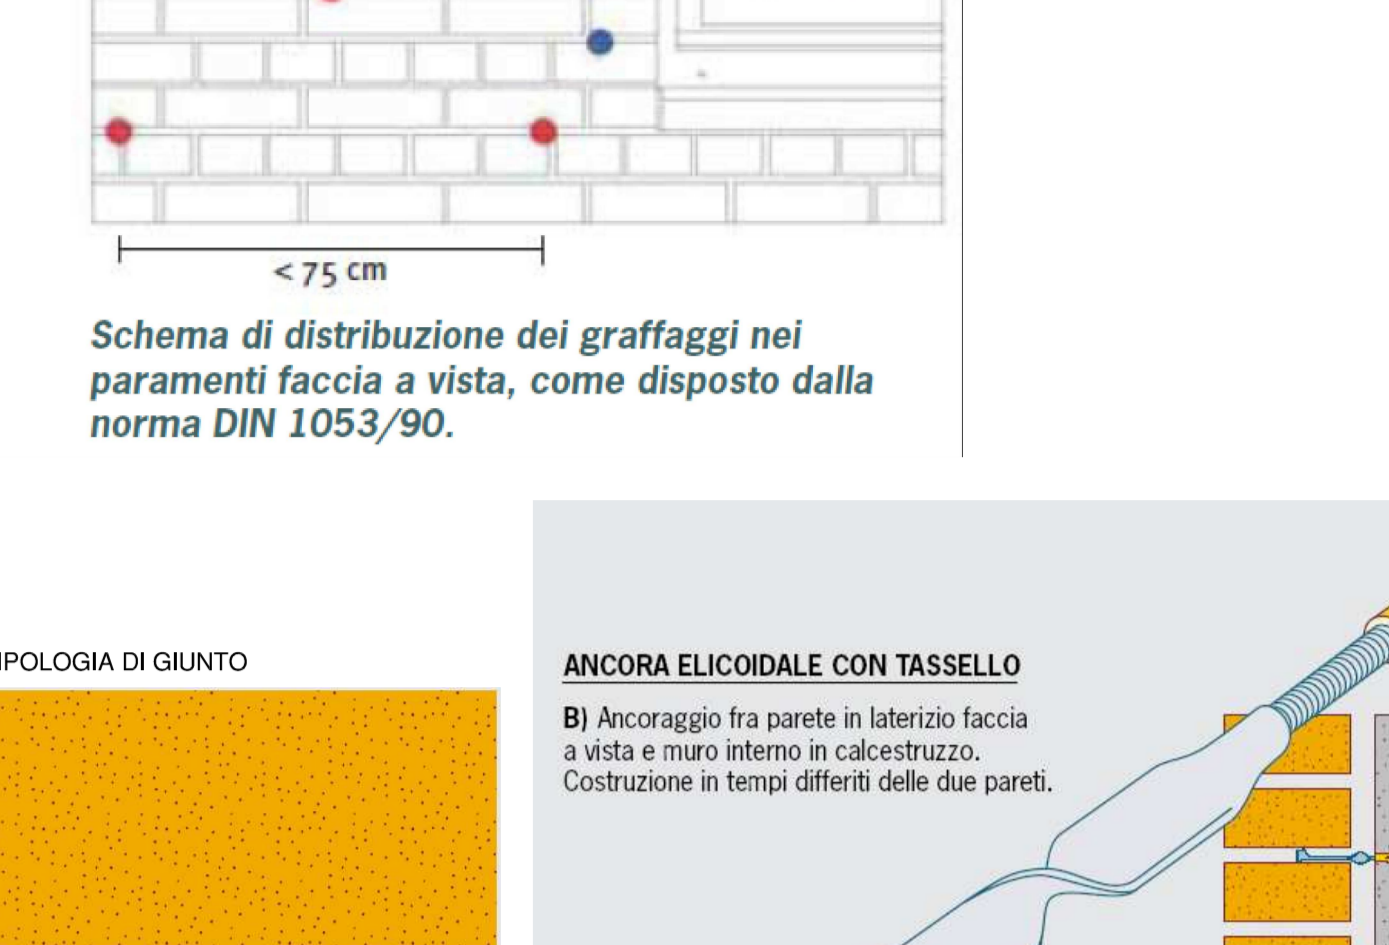 < 75 cm
Schema di distribuzione dei graffaggi nei
paramenti faccia a vista, come disposto dalla
norma DIN 1053/90.
IPOLOGIA DI GIUNTO
ANCORA ELICOIDALE CON TASSELLO
B) Ancoraggio fra parete in laterizio faccia
a vista e muro interno in calcestruzzo.
Costruzione in tempi differiti delle due pareti.